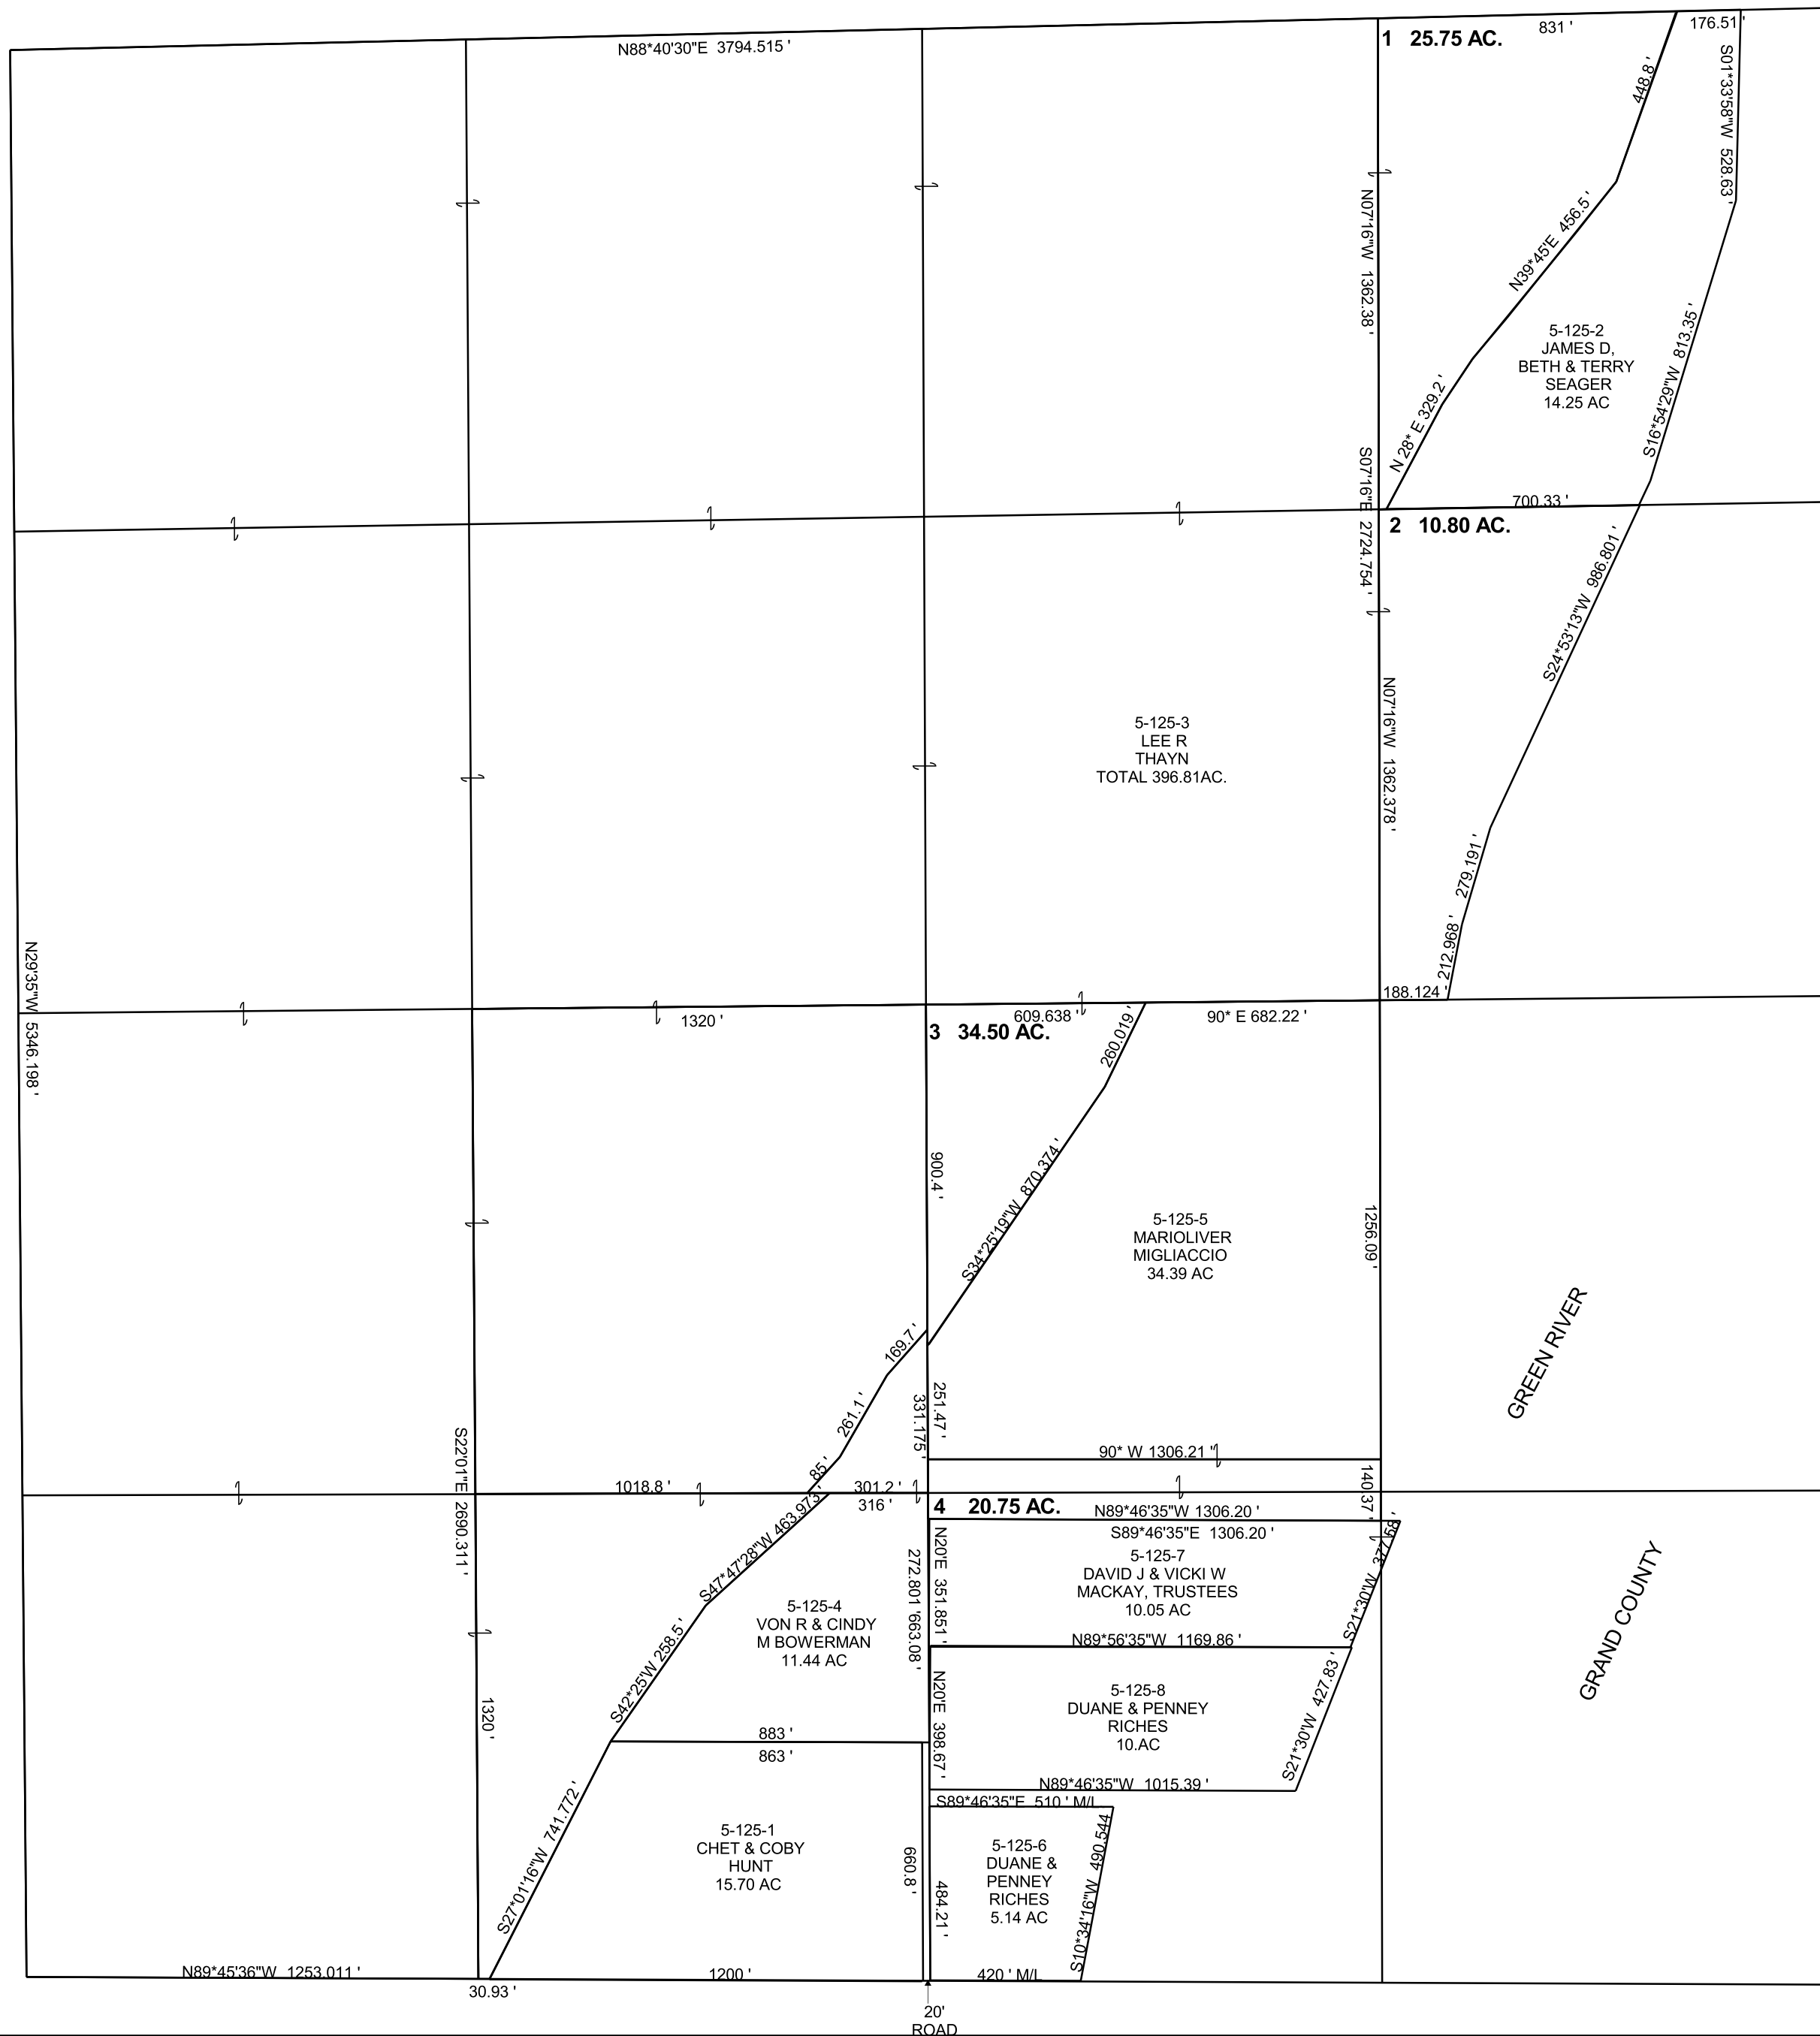 N88*40'30"E 3794.515 '
1 25.75 AC.
831 '
176.51'
448.8 '
S01*33'58"W 528.63 '
N07'16"W 1362.38 '
N39*45'E 456.5 '
5-125-2
JAMES D,
BETH & TERRY
SEAGER
14.25 AC
S16*54'29"W 813.35 '
N 28* E 329.2 '
S07'16"E 2724.754 '
700.33 '
2 10.80 AC.
S24*53'13"W 986.801 '
5-125-3
LEE R
THAYN
TOTAL 396.81AC.
N07'16"W 1362.378 '
279.191 '
212.968 '
188.124 '
N29'35"W 5346.198 '
1320 '
609.638 '
90* E 682.22 '
3 34.50 AC.
260.019 '
900.4 '
S34*25'19"W 870.374 '
5-125-5
MARIOLIVER
MIGLIACCIO
34.39 AC
1256.09 '
GREEN RIVER
169.7 '
261.1 '
85 '
331.175 '
251.47 '
90* W 1306.21 '
S22'01"E 2690.311 '
1018.8 '
301.2 '
316 '
140.37 '
4 20.75 AC.
N89*46'35"W 1306.20 '
S89*46'35"E 1306.20 '
S47*47'28"W 463.973 '
272.801 '
663.08 '
N20'E 351.851 '
5-125-7
DAVID J & VICKI W
MACKAY, TRUSTEES
10.05 AC
S21*30'W 377.58 '
GRAND COUNTY
5-125-4
VON R & CINDY
M BOWERMAN
11.44 AC
N89*56'35"W 1169.86 '
S42*25'W 258.5 '
1320 '
883 '
863 '
N20'E 398.67 '
5-125-8
DUANE & PENNEY
RICHES
10.AC
S21*30'W 427.83 '
N89*46'35"W 1015.39 '
S89*46'35"E 510 ' M/L
S27*01'16"W 741.772 '
5-125-1
CHET & COBY
HUNT
15.70 AC
660.8 '
484.21 '
5-125-6
DUANE &
PENNEY
RICHES
5.14 AC
S10*34'16"W 490.544
N89*45'36"W 1253.011 '
30.93 '
1200 '
420 ' M/L
20'
ROAD